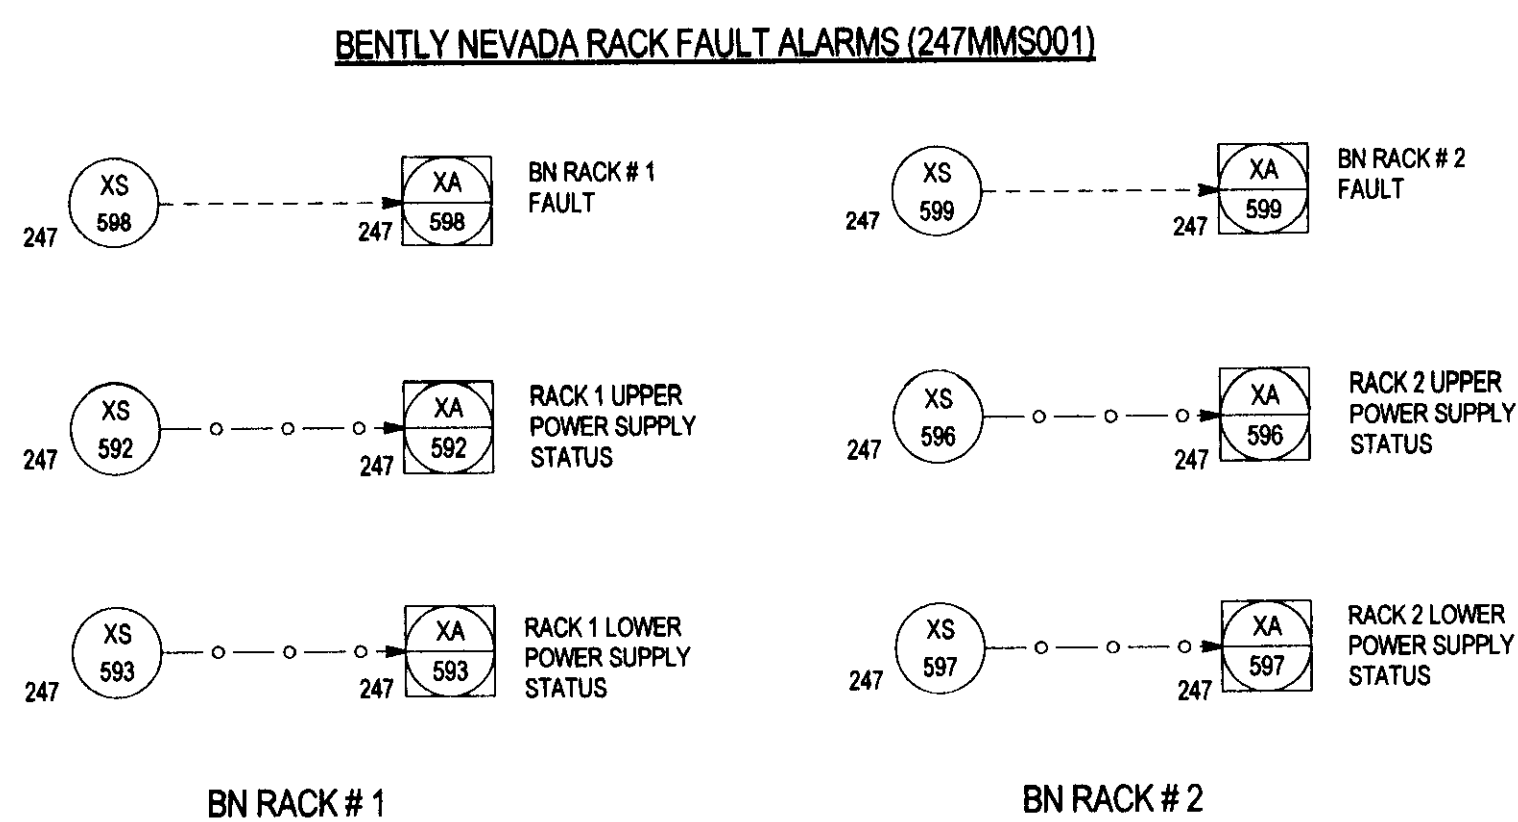 BENTLY NEVADA RACK FAULT ALARMS (247MMS001)
XS
598
247
XA
598
247
BN RACK # 1
FAULT
XS
599
247
XA
599
247
BN RACK # 2
FAULT
XS
592
247
XA
592
247
RACK 1 UPPER
POWER SUPPLY
STATUS
XS
596
247
XA
596
247
RACK 2 UPPER
POWER SUPPLY
STATUS
XS
593
247
XA
593
247
RACK 1 LOWER
POWER SUPPLY
STATUS
XS
597
247
XA
597
247
RACK 2 LOWER
POWER SUPPLY
STATUS
BN RACK # 1
BN RACK # 2